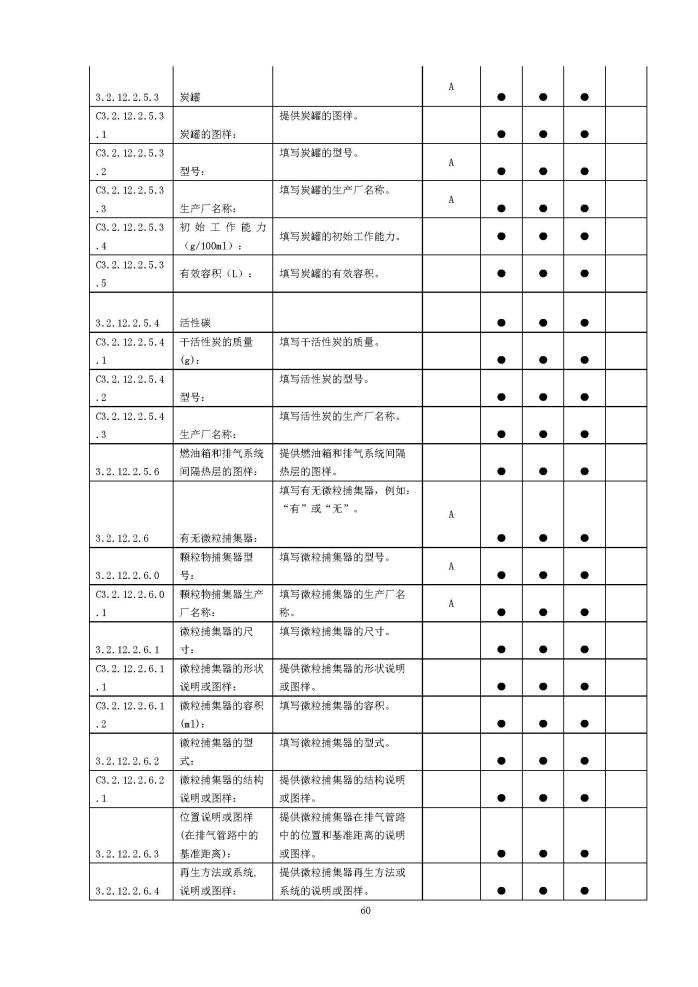 3.2.12.2.5.3 炭罐 A ● ● ●
C3.2.12.2.5.3 提供炭罐的图样。
.1 炭罐的图样: ● ● ●
C3.2.12.2.5.3 填写炭罐的型号。 A
.2 型号: ● ● ●
C3.2.12.2.5.3 填写炭罐的生产厂名称。 A
.3 生产厂名称: ● ● ●
C3.2.12.2.5.3 初始工作能力 填写炭罐的初始工作能力。 ● ● ●
.4 （g/100ml）:
C3.2.12.2.5.3 有效容积（L）: 填写炭罐的有效容积。 ● ● ●
.5
3.2.12.2.5.4 活性碳 ● ● ●
C3.2.12.2.5.4 干活性炭的质量 填写干活性炭的质量。
.1 (g): ● ● ●
C3.2.12.2.5.4 填写活性炭的型号。
.2 型号: ● ● ●
C3.2.12.2.5.4 填写活性炭的生产厂名称。
.3 生产厂名称: ● ● ●
燃油箱和排气系统 提供燃油箱和排气系统间隔
3.2.12.2.5.6 间隔热层的图样: 热层的图样。 ● ● ●
填写有无微粒捕集器，例如:
“有”或“无”。 A
3.2.12.2.6 有无微粒捕集器: ● ● ●
颗粒物捕集器型 填写微粒捕集器的型号。 A
3.2.12.2.6.0 号: ● ● ●
C3.2.12.2.6.0 颗粒物捕集器生产 填写微粒捕集器的生产厂名 A
.1 厂名称: 称。 ● ● ●
微粒捕集器的尺 填写微粒捕集器的尺寸。
3.2.12.2.6.1 寸: ● ● ●
C3.2.12.2.6.1 微粒捕集器的形状 提供微粒捕集器的形状说明
.1 说明或图样: 或图样。 ● ● ●
C3.2.12.2.6.1 微粒捕集器的容积 填写微粒捕集器的容积。
.2 (ml): ● ● ●
微粒捕集器的型 填写微粒捕集器的型式。
3.2.12.2.6.2 式: ● ● ●
C3.2.12.2.6.2 微粒捕集器的结构 提供微粒捕集器的结构说明
.1 说明或图样: 或图样。 ● ● ●
位置说明或图样 提供微粒捕集器在排气管路
(在排气管路中的 中的位置和基准距离的说明
3.2.12.2.6.3 基准距离): 或图样。 ● ● ●
再生方法或系统, 提供微粒捕集器再生方法或
3.2.12.2.6.4 说明或图样: 系统的说明或图样。 ● ● ●
60